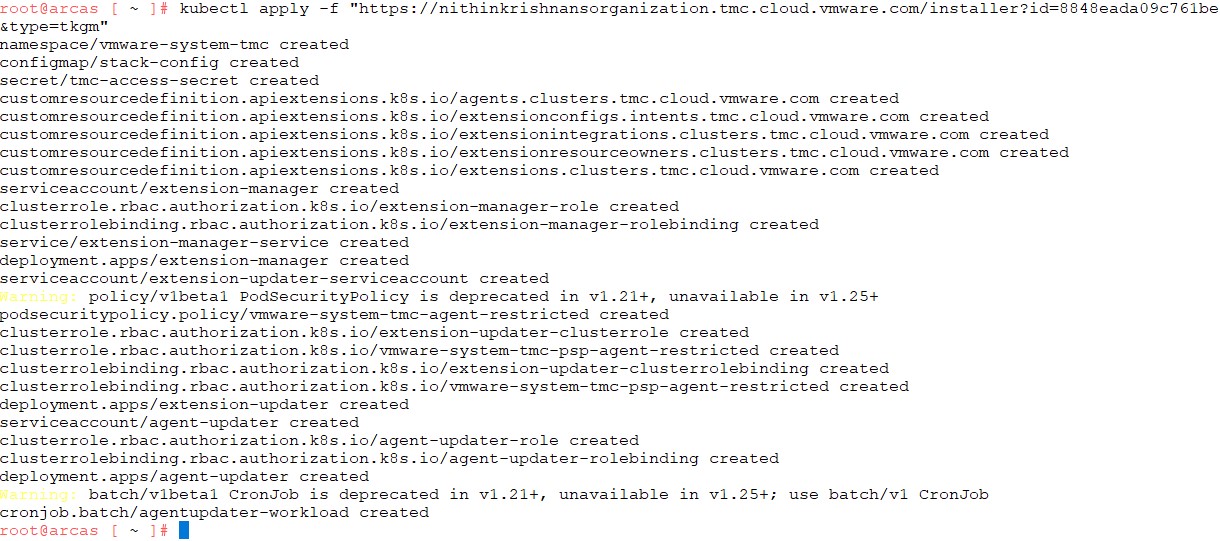 root@arcas [ ~ ]# kubectl apply -f "https://nithinkrishnansorganization.tmc.cloud.vmware.com/installer?id=8848eada09c761be
&type=tkgm"
namespace/vmware-system-tmc created
configmap/stack-config created
secret/tmc-access-secret created
customresourcedefinition.apiextensions.k8s.io/agents.clusters.tmc.cloud.vmware.com created
customresourcedefinition.apiextensions.k8s.io/extensionconfigs.intents.tmc.cloud.vmware.com created
customresourcedefinition.apiextensions.k8s.io/extensionintegrations.clusters.tmc.cloud.vmware.com created
customresourcedefinition.apiextensions.k8s.io/extensionresourceowners.clusters.tmc.cloud.vmware.com created
customresourcedefinition.apiextensions.k8s.io/extensions.clusters.tmc.cloud.vmware.com created
serviceaccount/extension-manager created
clusterrole.rbac.authorization.k8s.io/extension-manager-role created
clusterrolebinding.rbac.authorization.k8s.io/extension-manager-rolebinding created
service/extension-manager-service created
deployment.apps/extension-manager created
serviceaccount/extension-updater-serviceaccount created
Warning: policy/v1beta1 PodSecurityPolicy is deprecated in v1.21+, unavailable in v1.25+
podsecuritypolicy.policy/vmware-system-tmc-agent-restricted created
clusterrole.rbac.authorization.k8s.io/extension-updater-clusterrole created
clusterrole.rbac.authorization.k8s.io/vmware-system-tmc-psp-agent-restricted created
clusterrolebinding.rbac.authorization.k8s.io/extension-updater-clusterrolebinding created
clusterrolebinding.rbac.authorization.k8s.io/vmware-system-tmc-psp-agent-restricted created
deployment.apps/extension-updater created
serviceaccount/agent-updater created
clusterrole.rbac.authorization.k8s.io/agent-updater-role created
clusterrolebinding.rbac.authorization.k8s.io/agent-updater-rolebinding created
deployment.apps/agent-updater created
Warning: batch/v1beta1 CronJob is deprecated in v1.21+, unavailable in v1.25+; use batch/v1 CronJob
cronjob.batch/agentupdater-workload created
root@arcas [ ~ ]#